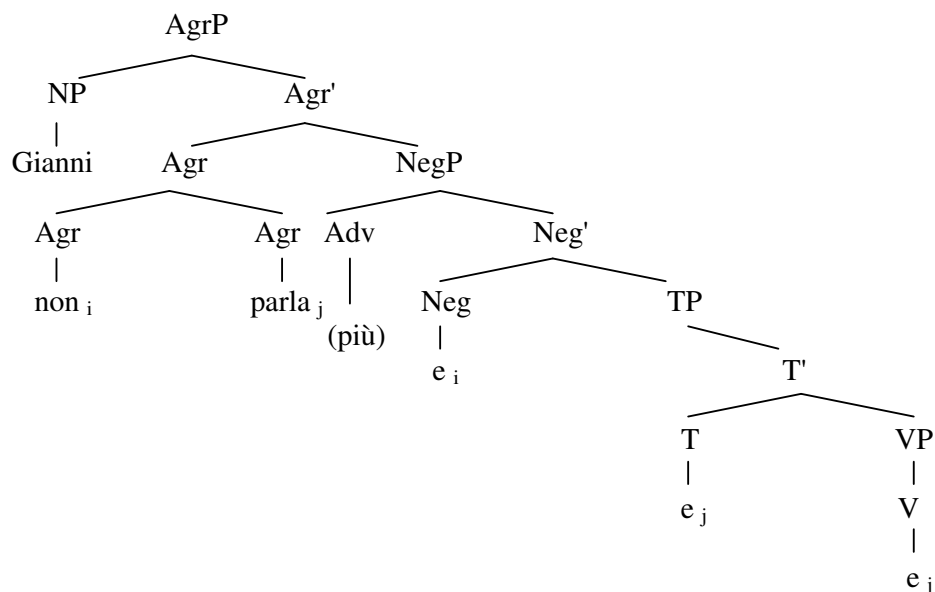 AgrP
NP Agr'
Gianni Agr NegP
Agr Agr Adv Neg'
non i parla j (più) Neg TP
e i T'
T VP
e j V
e j